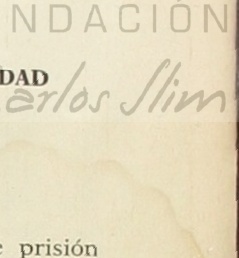 NDACIÓN
DAD
arlos Slim
e prisión